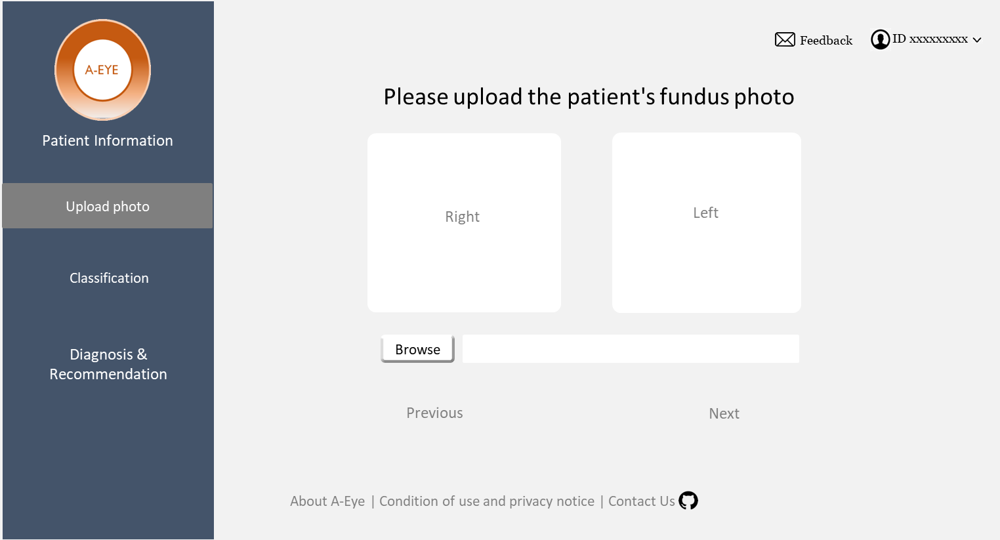 A-EYE
Patient Information
Upload photo
Classification
Diagnosis &
Recommendation
Feedback
ID xxxxxxxxx
Please upload the patient's fundus photo
Right
Left
Browse
Previous
Next
About A-Eye | Condition of use and privacy notice | Contact Us